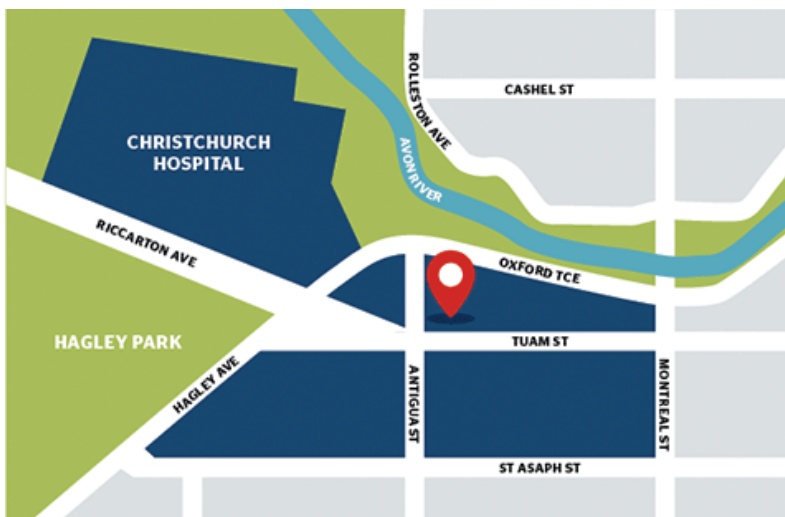 ROLLESTON AVE
CASHEL ST
CHRISTCHURCH
HOSPITAL
AVON RIVER
RICCARTON AVE
OXFORD TCE
HAGLEY PARK
TUAM ST
HAGLEY AVE
ANTIGUA ST
MONTREAL ST
ST ASAPH ST